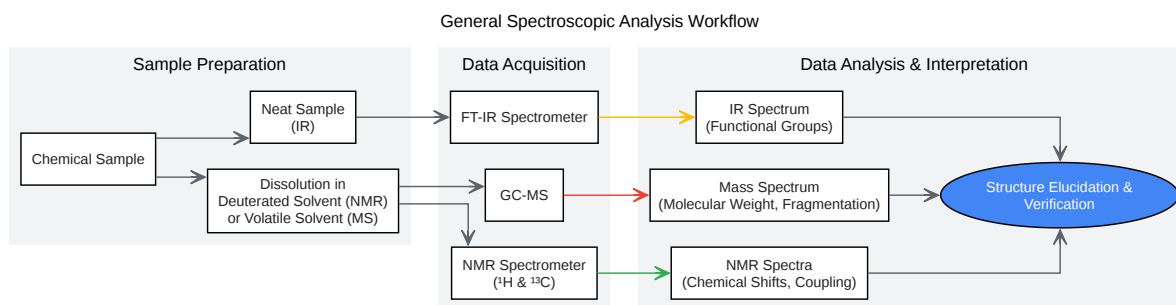 General Spectroscopic Analysis Workflow
Sample Preparation
Data Acquisition
Data Analysis & Interpretation
Chemical Sample
Neat Sample
(IR)
Dissolution in
Deuterated Solvent (NMR)
or Volatile Solvent (MS)
FT-IR Spectrometer
GC-MS
NMR Spectrometer
(¹H & ¹³C)
IR Spectrum
(Functional Groups)
Mass Spectrum
(Molecular Weight, Fragmentation)
NMR Spectra
(Chemical Shifts, Coupling)
Structure Elucidation &
Verification